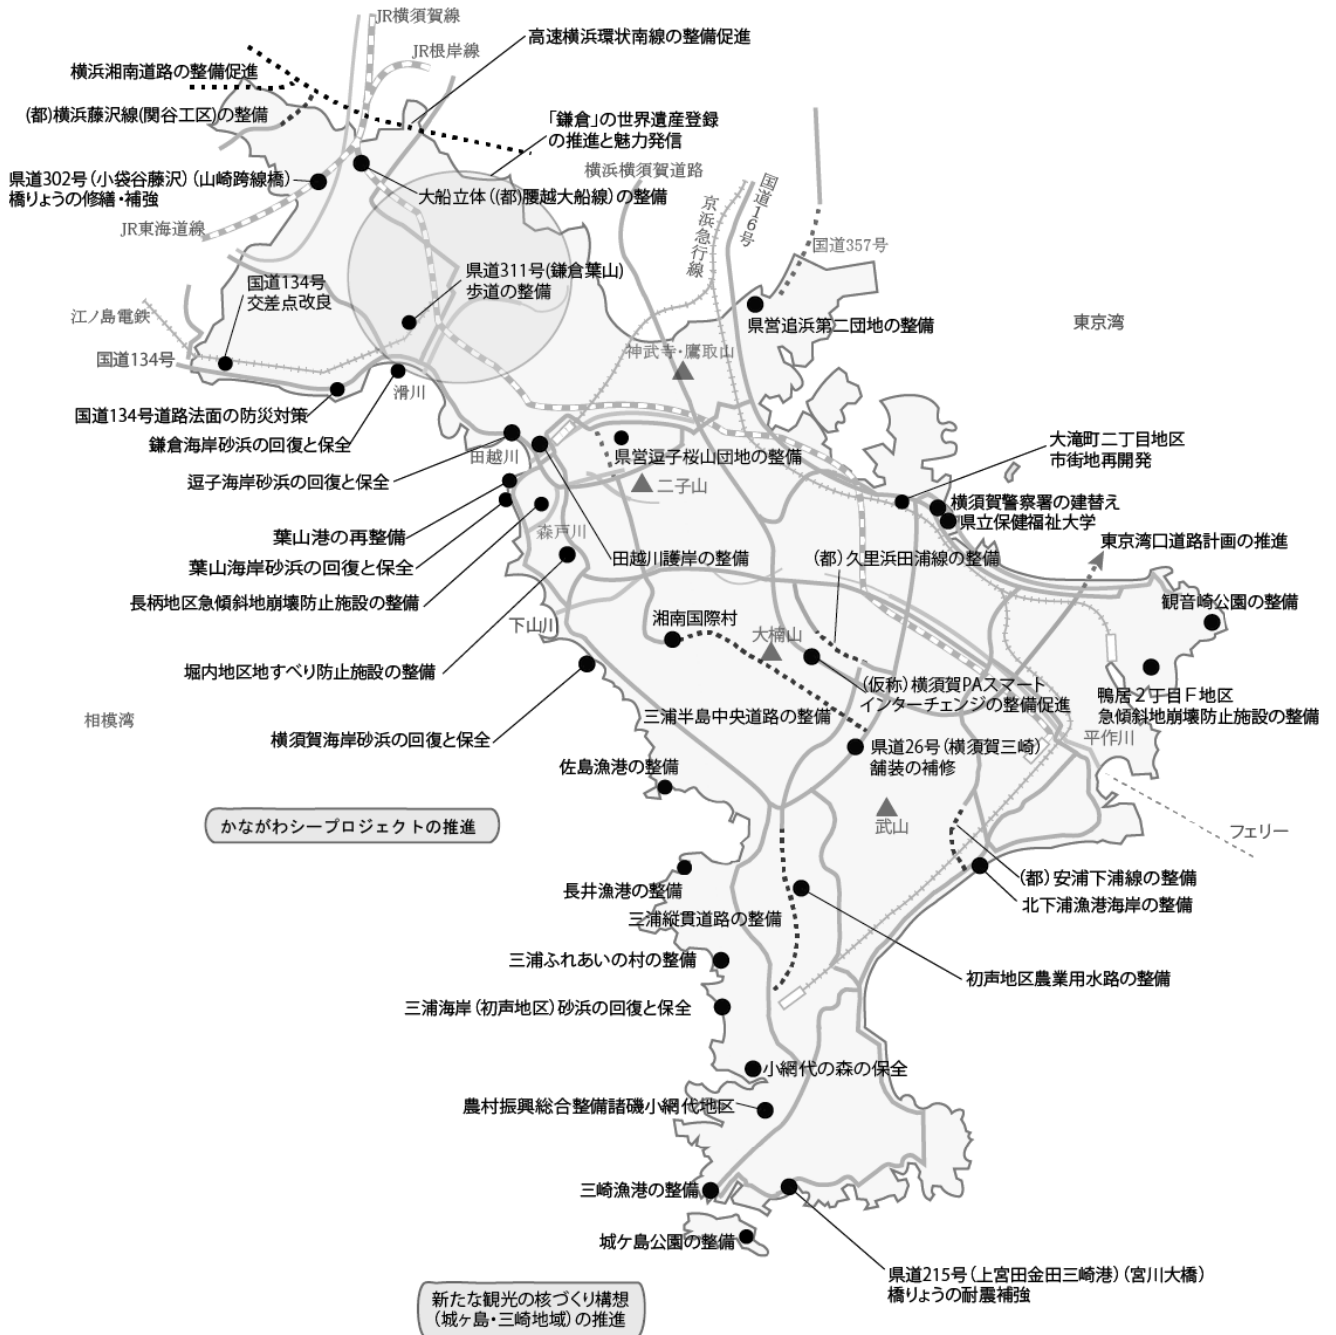 JR横須賀線
高速横浜環状南線の整備促進
JR根岸線
横浜湘南道路の整備促進
(都)横浜藤沢線(関谷工区)の整備
「鎌倉」の世界遺産登録
の推進と魅力発信
横浜横須賀道路
国道16号
京浜急行線
県道302号(小袋谷藤沢)(山崎跨線橋)
橋りょうの修繕・補強
大船立体((都)腰越大船線)の整備
JR東海道線
国道357号
県道311号(鎌倉葉山)
歩道の整備
国道134号
交差点改良
江ノ島電鉄
県営追浜第二団地の整備
東京湾
国道134号
神武寺・鷹取山
滑川
国道134号道路法面の防災対策
鎌倉海岸砂浜の回復と保全
大滝町二丁目地区
市街地再開発
田越川
県営逗子桜山団地の整備
逗子海岸砂浜の回復と保全
二子山
横須賀警察署の建替え
県立保健福祉大学
葉山港の再整備
森戸川
東京湾口道路計画の推進
葉山海岸砂浜の回復と保全
田越川護岸の整備
(都)久里浜田浦線の整備
長柄地区急傾斜地崩壊防止施設の整備
観音崎公園の整備
下山川
湘南国際村
大楠山
堀内地区地すべり防止施設の整備
(仮称)横須賀PAスマート
インターチェンジの整備促進
鴨居2丁目F地区
急傾斜地崩壊防止施設の整備
相模湾
三浦半島中央道路の整備
平作川
横須賀海岸砂浜の回復と保全
県道26号(横須賀三崎)
舗装の補修
佐島漁港の整備
かながわシープロジェクトの推進
武山
フェリー
長井漁港の整備
(都)安浦下浦線の整備
北下浦漁港海岸の整備
三浦縦貫道路の整備
三浦ふれあいの村の整備
初声地区農業用水路の整備
三浦海岸(初声地区)砂浜の回復と保全
小網代の森の保全
農村振興総合整備諸磯小網代地区
三崎漁港の整備
城ケ島公園の整備
県道215号(上宮田金田三崎港)(宮川大橋)
橋りょうの耐震補強
新たな観光の核づくり構想
(城ヶ島・三崎地域)の推進